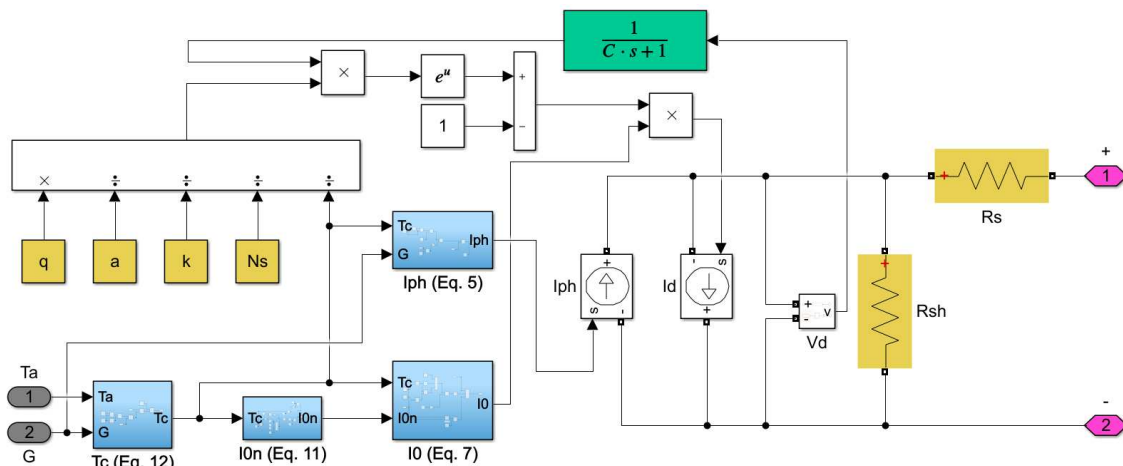 1
C · s + 1
×
e^u
+
−
1
×
× ÷ ÷ ÷ ÷
q a k Ns
Tc
G
Iph
Iph (Eq. 5)
Iph
+
s
-
Id
-
s
+
+
-
v
Vd
+
Rs
+
1
+
Rsh
-
2
Ta
1
2
G
Ta
G
Tc
Tc (Eq. 12)
Tc I0n
I0n (Eq. 11)
Tc
I0n
I0
I0 (Eq. 7)